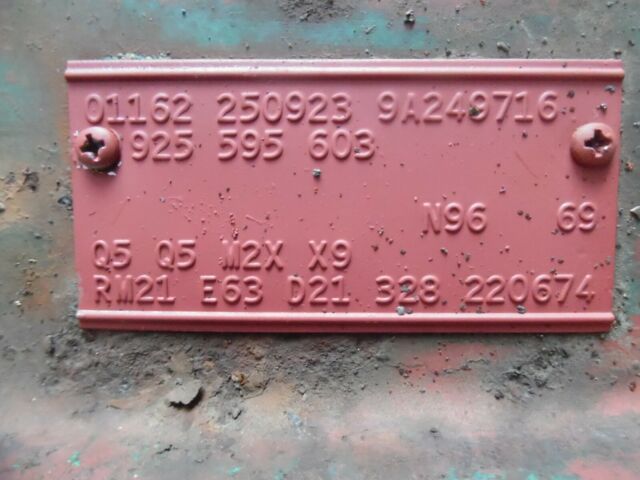 01162 250923 9A249716
925 595 603
N96 69
Q5 Q5 M2X X9
RM21 E63 D21 328 220674